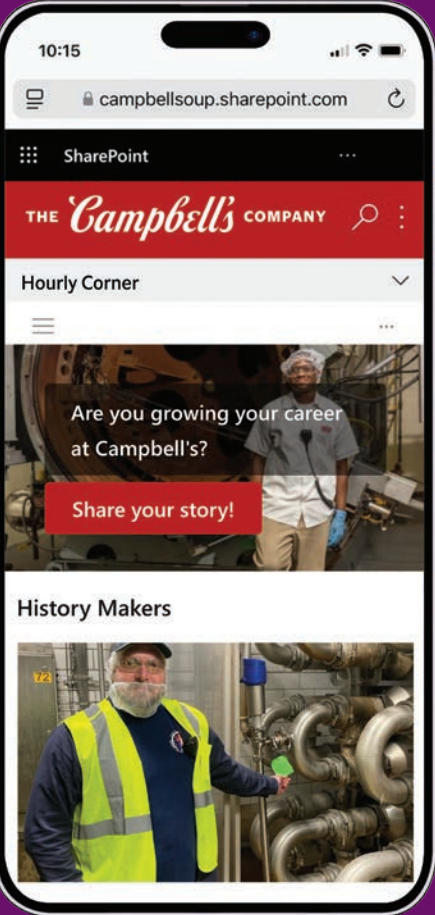 10:15
campbellsoup.sharepoint.com
SharePoint
THE Campbell's COMPANY
Hourly Corner
Are you growing your career
at Campbell's?
Share your story!
History Makers
72